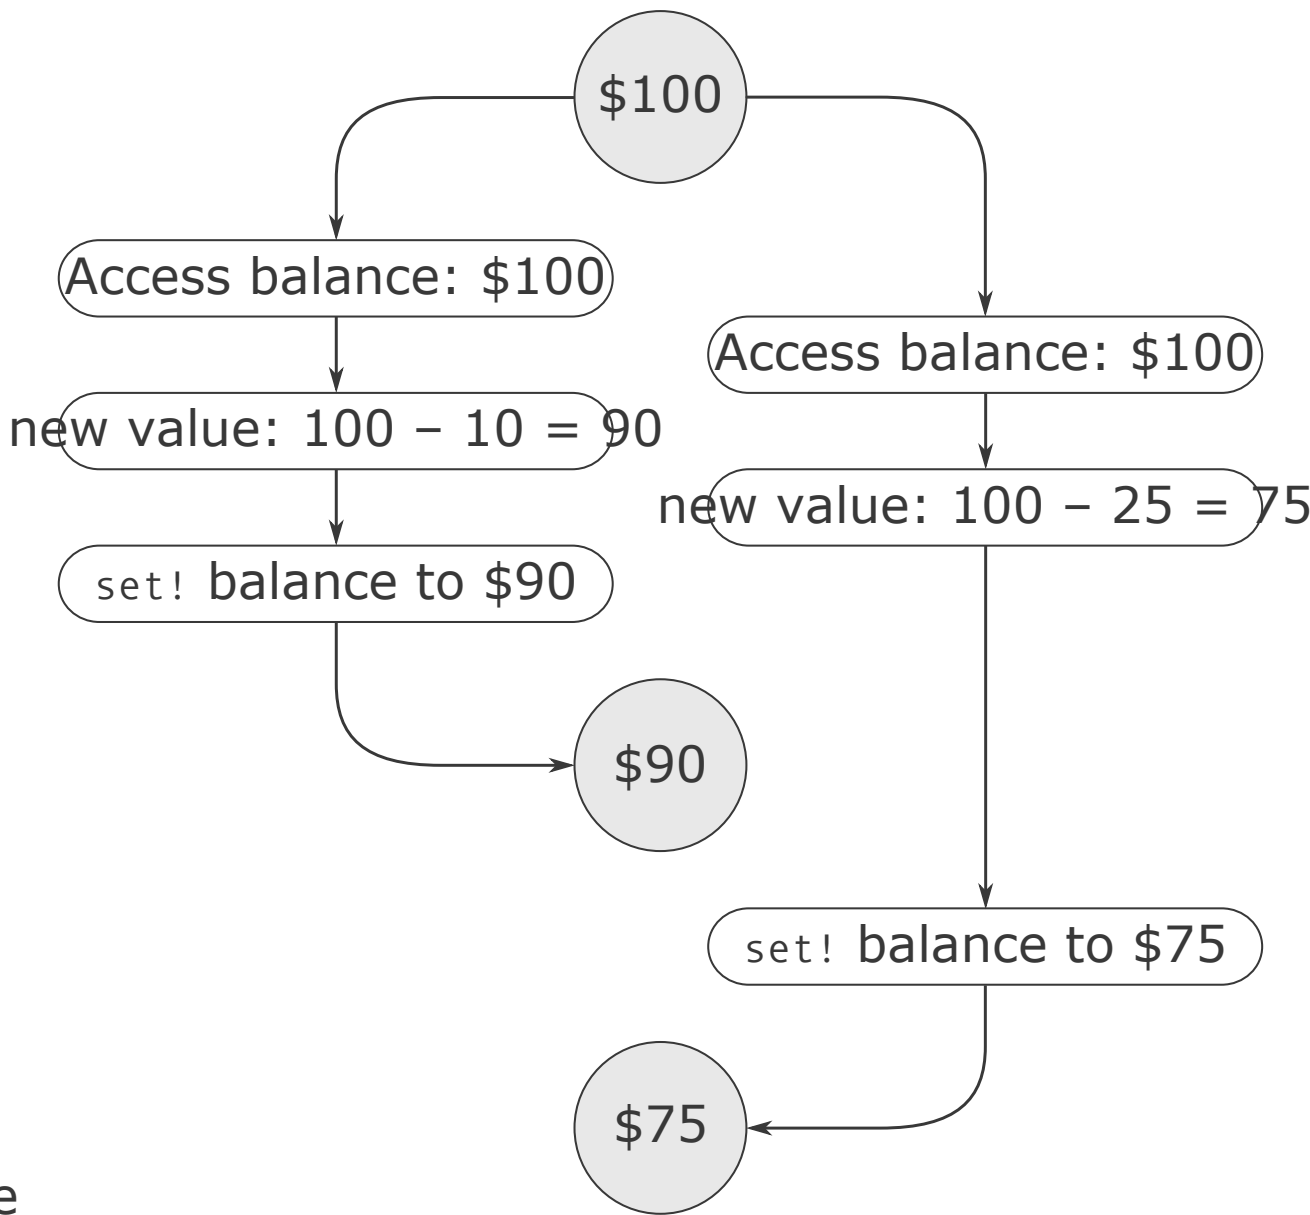 $100
Access balance: $100
Access balance: $100
new value: 100 – 10 = 90
new value: 100 – 25 = 75
set! balance to $90
$90
set! balance to $75
$75
e